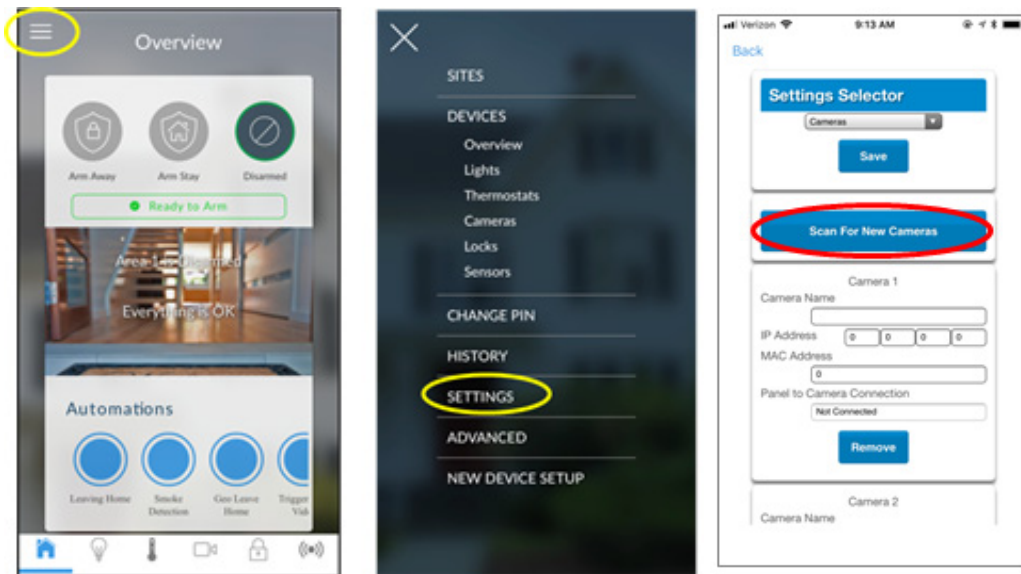 Overview
Arm Away
Arm Stay
Disarmed
Ready to Arm
Everything is OK
Automations
Leaving Home
Smoke Detection
Geo Leave Home
Trigger
SITES
DEVICES
Overview
Lights
Thermostats
Cameras
Locks
Sensors
CHANGE PIN
HISTORY
SETTINGS
ADVANCED
NEW DEVICE SETUP
Verizon 9:13 AM
Back
Settings Selector
Cameras
Save
Scan For New Cameras
Camera 1
Camera Name
IP Address 0 0 0 0
MAC Address
0
Panel to Camera Connection
Not Connected
Remove
Camera 2
Camera Name